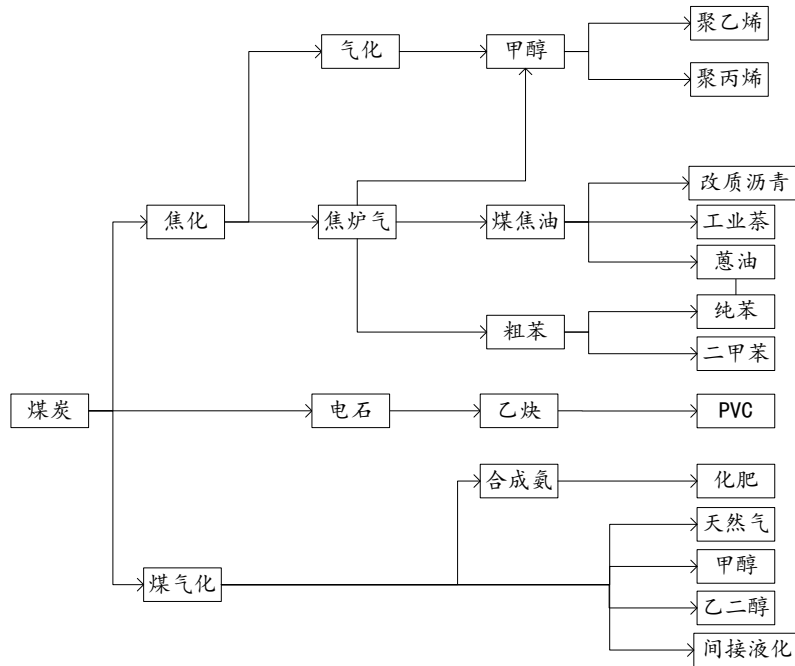 聚乙烯
气化
甲醇
聚丙烯
改质沥青
焦化
焦炉气
煤焦油
工业萘
蒽油
纯苯
粗苯
二甲苯
煤炭
电石
乙炔
PVC
合成氨
化肥
天然气
甲醇
煤气化
乙二醇
间接液化